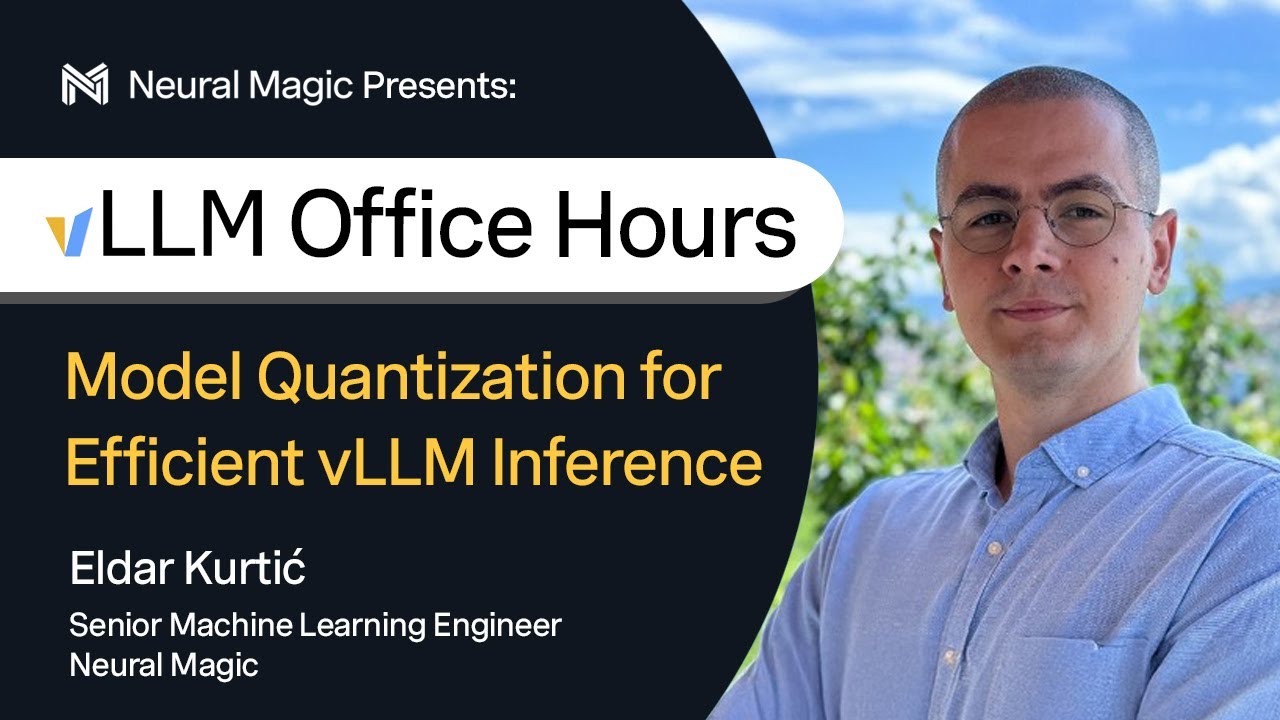 Neural Magic Presents:
vLLM Office Hours
Model Quantization for
Efficient vLLM Inference
Eldar Kurtić
Senior Machine Learning Engineer
Neural Magic